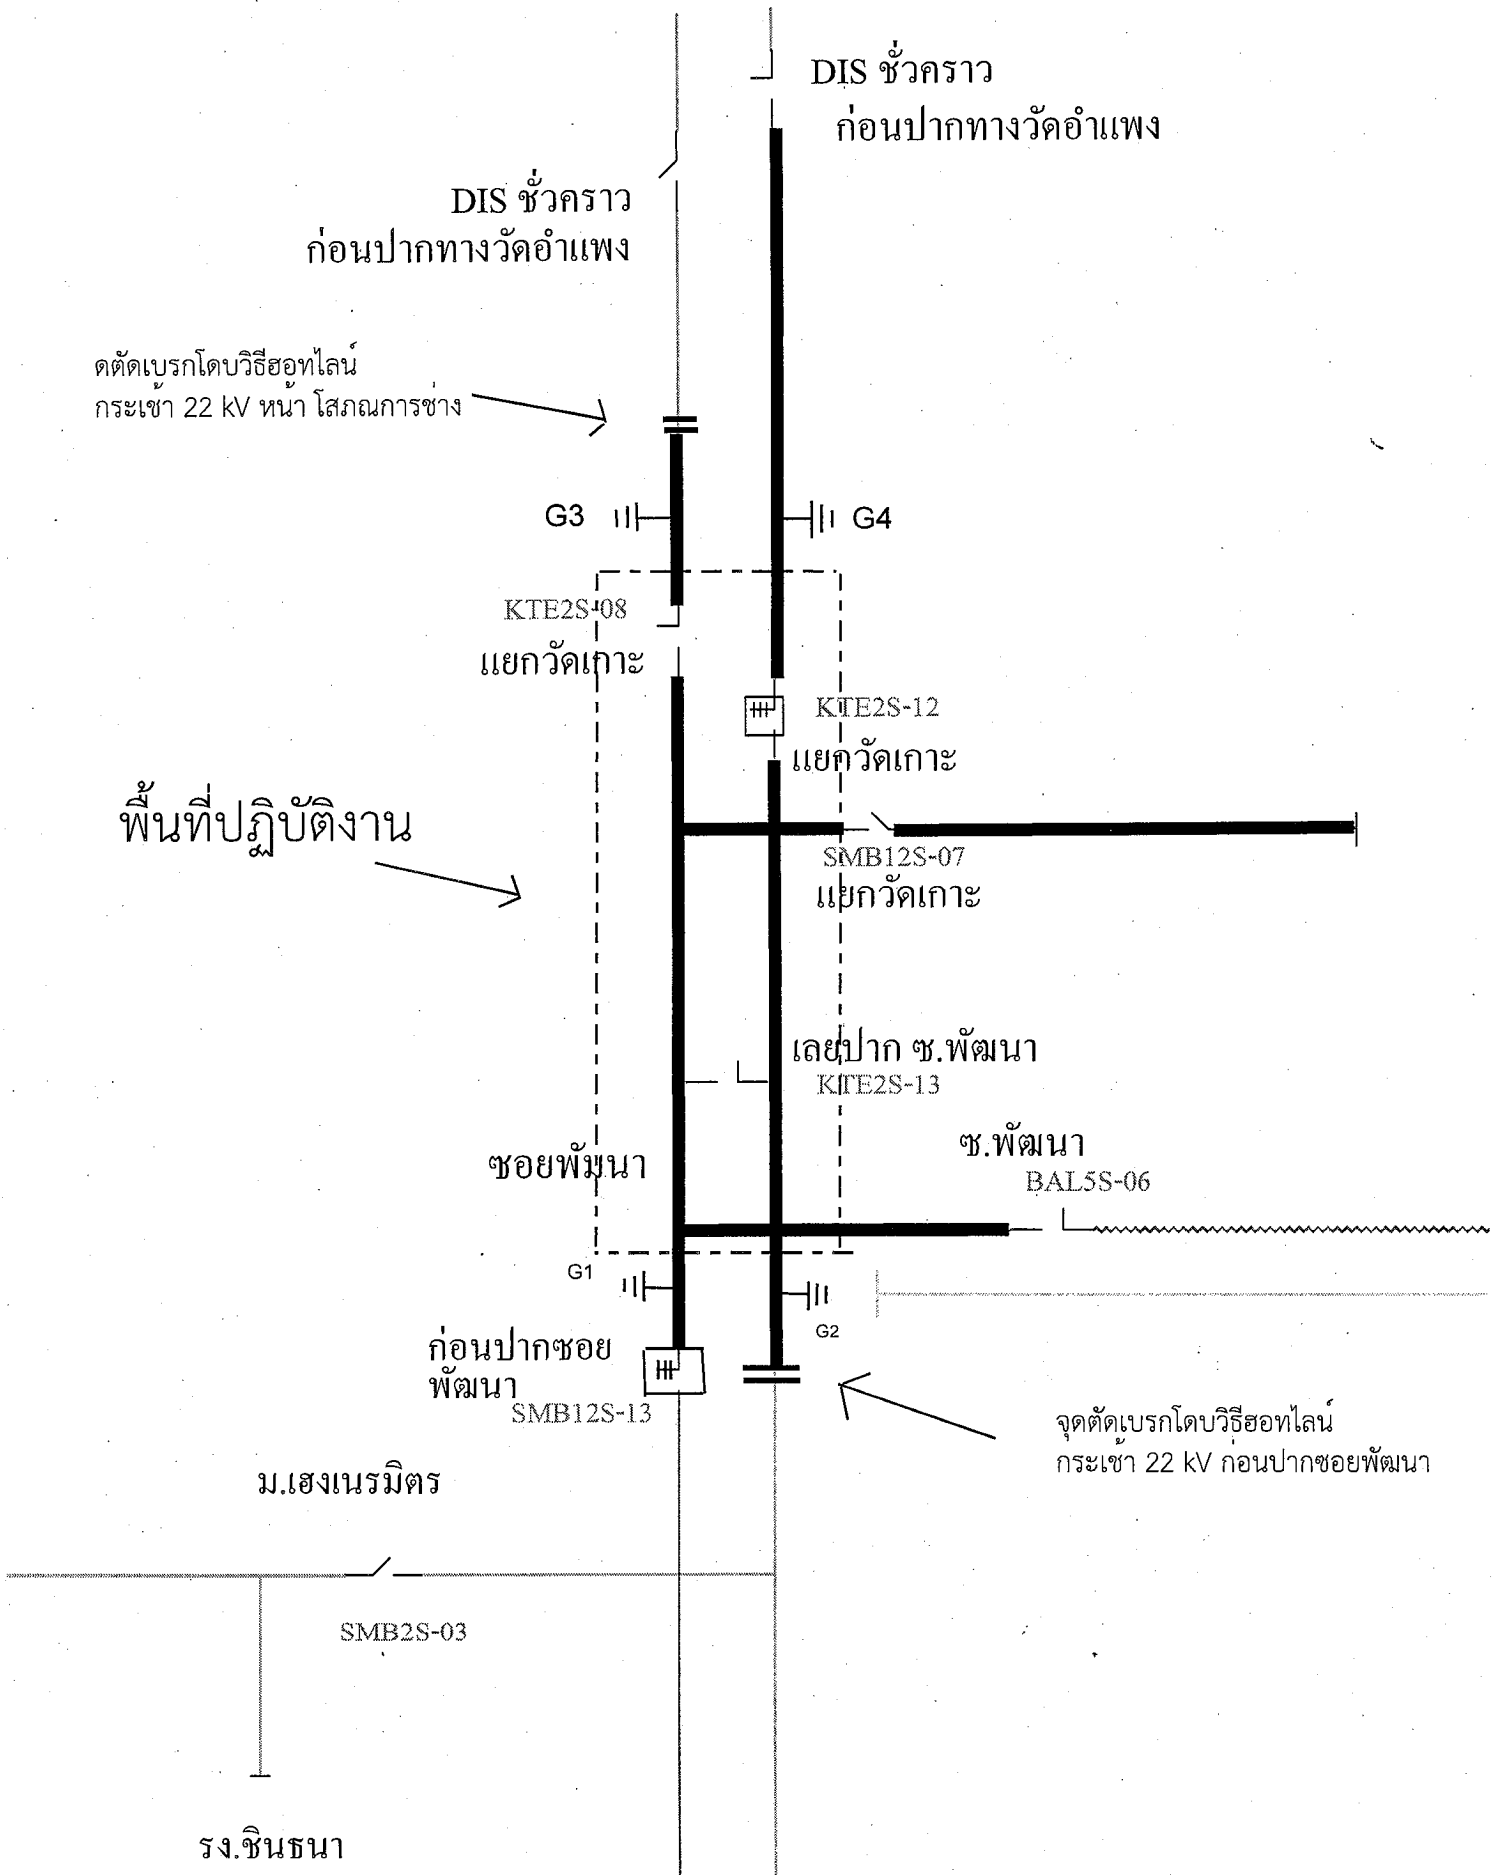 DIS ชั่วคราว
ก่อนปากทางวัดอำแพง
DIS ชั่วคราว
ก่อนปากทางวัดอำแพง
ดตัดเบรกโดบวิธีฮอทไลน์
กระเช้า 22 kV หน้า โสภณการช่าง
G3
G4
KTE2S-08
แยกวัดเกาะ
KTE2S-12
แยกวัดเกาะ
พื้นที่ปฏิบัติงาน
SMB12S-07
แยกวัดเกาะ
เลยปาก ซ.พัฒนา
KTE2S-13
ซอยพัมนา
ซ.พัฒนา
BAL5S-06
G1
G2
ก่อนปากซอย
พัฒนา
SMB12S-13
จุดตัดเบรกโดบวิธีฮอทไลน์
กระเช้า 22 kV ก่อนปากซอยพัฒนา
ม.เฮงเนรมิตร
SMB2S-03
รง.ชินธนา